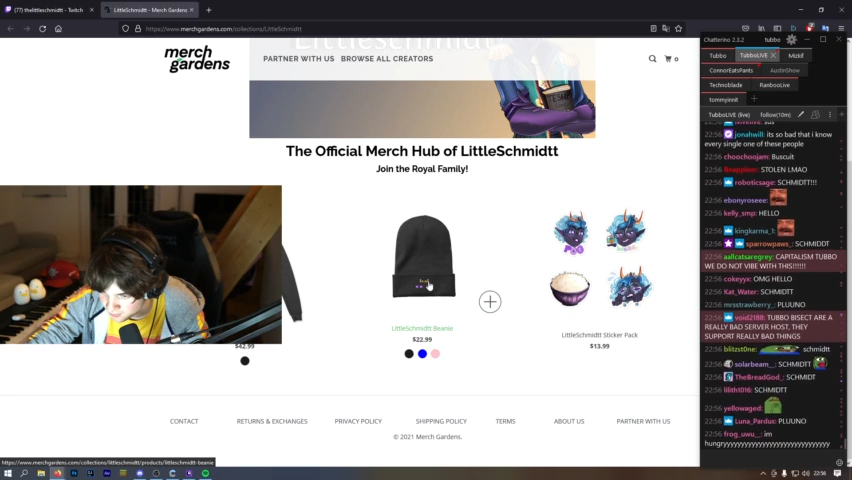 (77) thelittleschmidtt - Twitch
LittleSchmidtt - Merch Gardens
https://www.merchgardens.com/collections/LittleSchmidtt
merch
gardens
PARTNER WITH US
BROWSE ALL CREATORS
0
The Official Merch Hub of LittleSchmidtt
Join the Royal Family!
$42.99
LittleSchmidtt Beanie
$22.99
LittleSchmidtt Sticker Pack
$13.99
CONTACT
RETURNS & EXCHANGES
PRIVACY POLICY
SHIPPING POLICY
TERMS
ABOUT US
PARTNER WITH US
© 2021 Merch Gardens.
https://www.merchgardens.com/collections/littleschmidtt/products/littleschmidtt-beanie
Chatterino 2.3.2
tubbo
Tubbo
TubboLIVE
Mizkif
ConnorEatsPants
AustinShow
Technoblade
RanbooLive
tommyinnit
TubboLIVE (live)
follow(10m)
22:56 jonahwill: its so bad that i know
every single one of these people
22:56 choochoojam: Buscuit
STOLEN LMAO
22:56 roboticsage: SCHMIDTT!!!
22:56 ebonyroseee:
22:56 kelly_smp: HELLO
22:56 kingkarma_1:
22:56 sparrowpaws_: SCHMIDDT
22:56 aallcatsaregrey: CAPITALISM TUBBO
WE DO NOT VIBE WITH THIS!!!!!!
22:56 cokeyyx: OMG HELLO
22:56 Kat_Water: SCHMIDTT
22:56 mrsstrawberry_: PLUUNO
22:56 void2188: TUBBO BISECT ARE A
REALLY BAD SERVER HOST, THEY
SUPPORT REALLY BAD THINGS
22:56 blitzst0ne: schmidtt
22:56 solarbeam__: SCHMIDTT
22:56 TheBreadGod_: SCHMIDT
22:56 lilith1016: SCHMIDTT
22:56 yellowaged:
22:56 Luna_Pardus: PLUUNO
22:56 frog_uwu_: im
hungryyyyyyyyyyyyyyyyyyyyyyyyyy
22:56